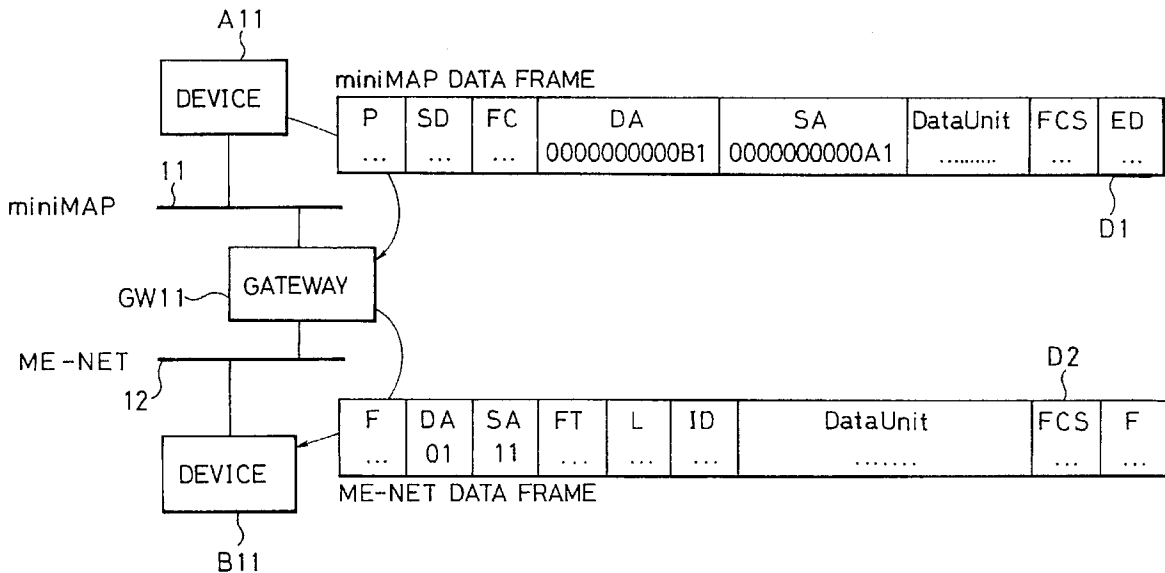 A11
DEVICE
miniMAP DATA FRAME
P SD FC DA SA DataUnit FCS ED
... ... ... 0000000000B1 0000000000A1 .......... ... ...
D1
11
miniMAP
GATEWAY
GW11
ME-NET
12
D2
F DA SA FT L ID DataUnit FCS F
... 01 11 ... ... ... ....... ... ...
ME-NET DATA FRAME
DEVICE
B11